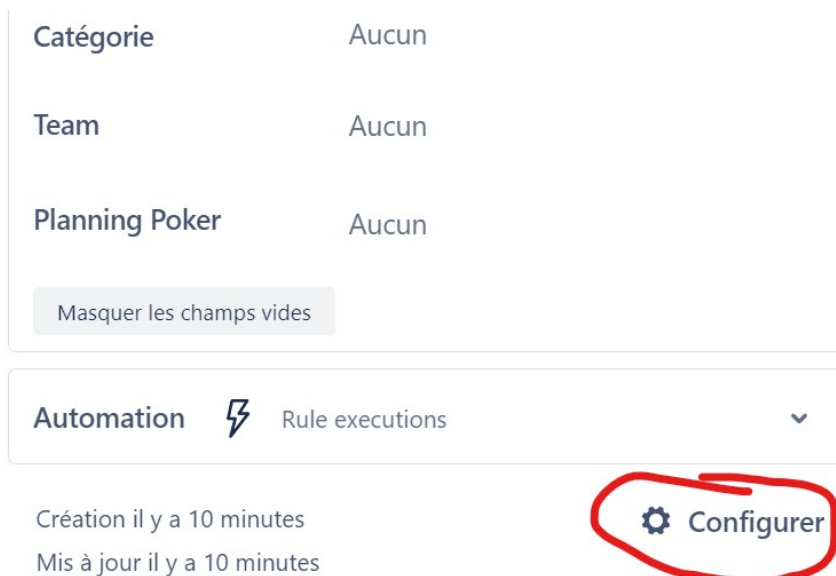 Catégorie Aucun
Team Aucun
Planning Poker Aucun
Masquer les champs vides
Automation Rule executions
Création il y a 10 minutes
Configurer
Mis à jour il y a 10 minutes